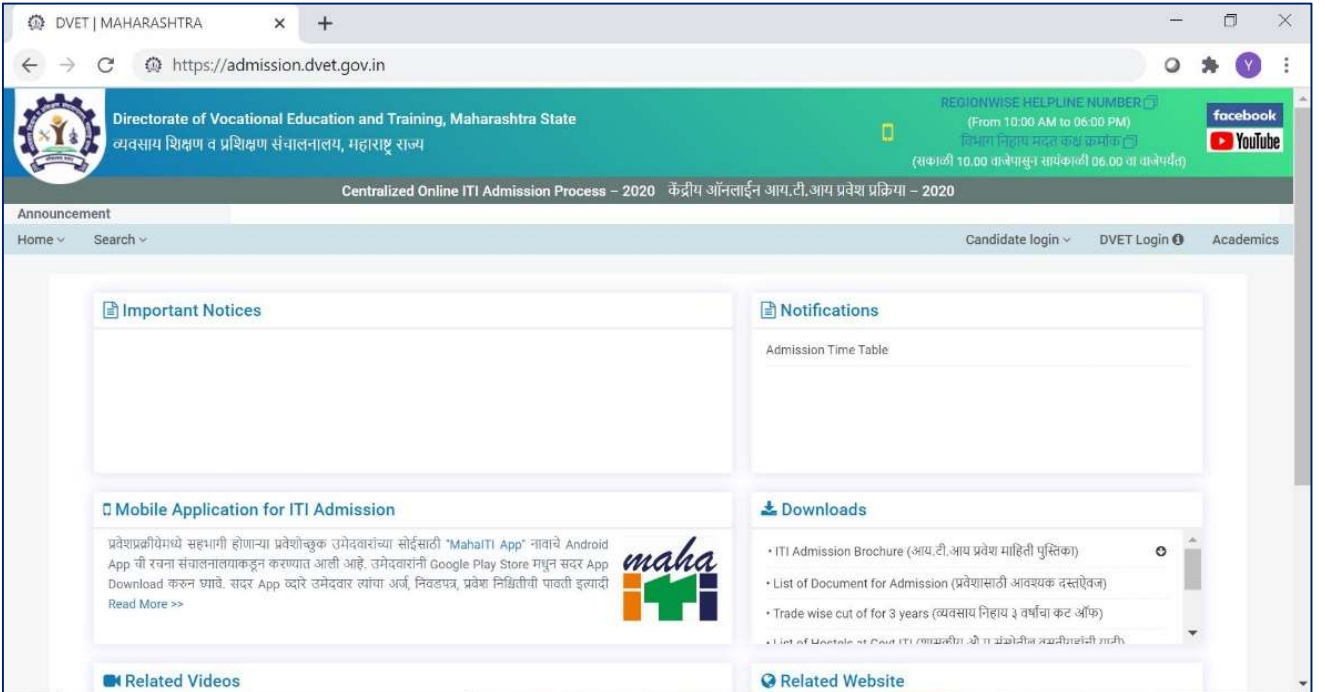 DVET | MAHARASHTRA
https://admission.dvet.gov.in
Y
Directorate of Vocational Education and Training, Maharashtra State
व्यवसाय शिक्षण व प्रशिक्षण संचालनालय, महाराष्ट्र राज्य
REGIONWISE HELPLINE NUMBER
(From 10:00 AM to 06:00 PM)
विभाग निहाय मदत कक्ष क्रमांक
(सकाळी 10.00 वाजेपासुन सायंकाळी 06.00 वा वाजेपर्यंत)
facebook
YouTube
Centralized Online ITI Admission Process – 2020 केंद्रीय ऑनलाईन आय.टी.आय प्रवेश प्रक्रिया – 2020
Announcement
Home Search Candidate login DVET Login Academics
Important Notices
Notifications
Admission Time Table
Mobile Application for ITI Admission
प्रवेशप्रक्रीयेमध्ये सहभागी होणाऱ्या प्रवेशोच्छुक उमेदवारांच्या सोईसाठी "MahaITI App" नावाचे Android
App ची रचना संचालनालयाकडून करण्यात आली आहे. उमेदवारांनी Google Play Store मधुन सदर App
Download करुन घ्यावे. सदर App व्दारे उमेदवार त्यांचा अर्ज, निवडपत्र, प्रवेश निश्चितीची पावती इत्यादी
Read More >>
maha
iTi
Downloads
• ITI Admission Brochure (आय.टी.आय प्रवेश माहिती पुस्तिका)
• List of Document for Admission (प्रवेशासाठी आवश्यक दस्तऐवज)
• Trade wise cut of for 3 years (व्यवसाय निहाय ३ वर्षाचा कट ऑफ)
• List of Hostels at Govt ITI
Related Videos
Related Website